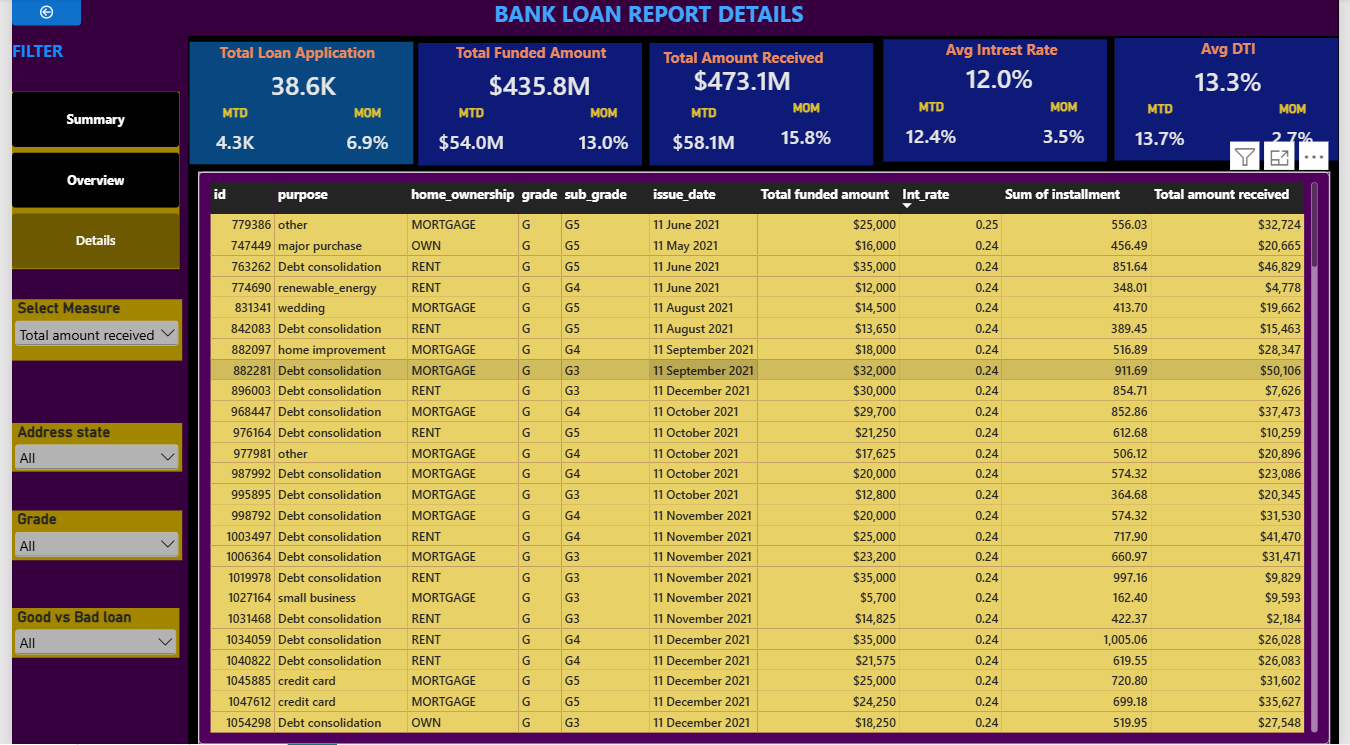 BANK LOAN REPORT DETAILS
FILTER
Summary
Overview
Details
Select Measure
Total amount received
Address state
All
Grade
All
Good vs Bad loan
All
Total Loan Application
38.6K
MTD MOM
4.3K 6.9%
Total Funded Amount
$435.8M
MTD MOM
$54.0M 13.0%
Total Amount Received
$473.1M
MTD MOM
$58.1M 15.8%
Avg Intrest Rate
12.0%
MTD MOM
12.4% 3.5%
Avg DTI
13.3%
MTD MOM
13.7% 2.7%
id purpose home_ownership grade sub_grade issue_date Total funded amount Int_rate Sum of installment Total amount received
779386 other MORTGAGE G G5 11 June 2021 $25,000 0.25 556.03 $32,724
747449 major purchase OWN G G5 11 May 2021 $16,000 0.24 456.49 $20,665
763262 Debt consolidation RENT G G5 11 June 2021 $35,000 0.24 851.64 $46,829
774690 renewable_energy RENT G G4 11 June 2021 $12,000 0.24 348.01 $4,778
831341 wedding MORTGAGE G G5 11 August 2021 $14,500 0.24 413.70 $19,662
842083 Debt consolidation RENT G G5 11 August 2021 $13,650 0.24 389.45 $15,463
882097 home improvement MORTGAGE G G4 11 September 2021 $18,000 0.24 516.89 $28,347
882281 Debt consolidation MORTGAGE G G3 11 September 2021 $32,000 0.24 911.69 $50,106
896003 Debt consolidation RENT G G3 11 December 2021 $30,000 0.24 854.71 $7,626
968447 Debt consolidation MORTGAGE G G4 11 October 2021 $29,700 0.24 852.86 $37,473
976164 Debt consolidation RENT G G5 11 October 2021 $21,250 0.24 612.68 $10,259
977981 other MORTGAGE G G4 11 October 2021 $17,625 0.24 506.12 $20,896
987992 Debt consolidation MORTGAGE G G4 11 October 2021 $20,000 0.24 574.32 $23,086
995895 Debt consolidation MORTGAGE G G3 11 October 2021 $12,800 0.24 364.68 $20,345
998792 Debt consolidation MORTGAGE G G4 11 November 2021 $20,000 0.24 574.32 $31,530
1003497 Debt consolidation RENT G G4 11 November 2021 $25,000 0.24 717.90 $41,470
1006364 Debt consolidation MORTGAGE G G3 11 November 2021 $23,200 0.24 660.97 $31,471
1019978 Debt consolidation RENT G G3 11 November 2021 $35,000 0.24 997.16 $9,829
1027164 small business MORTGAGE G G3 11 November 2021 $5,700 0.24 162.40 $9,593
1031468 Debt consolidation RENT G G3 11 November 2021 $14,825 0.24 422.37 $2,184
1034059 Debt consolidation RENT G G4 11 December 2021 $35,000 0.24 1,005.06 $26,028
1040822 Debt consolidation RENT G G4 11 December 2021 $21,575 0.24 619.55 $26,083
1045885 credit card MORTGAGE G G5 11 December 2021 $25,000 0.24 720.80 $31,602
1047612 credit card MORTGAGE G G5 11 December 2021 $24,250 0.24 699.18 $35,627
1054298 Debt consolidation OWN G G3 11 December 2021 $18,250 0.24 519.95 $27,548